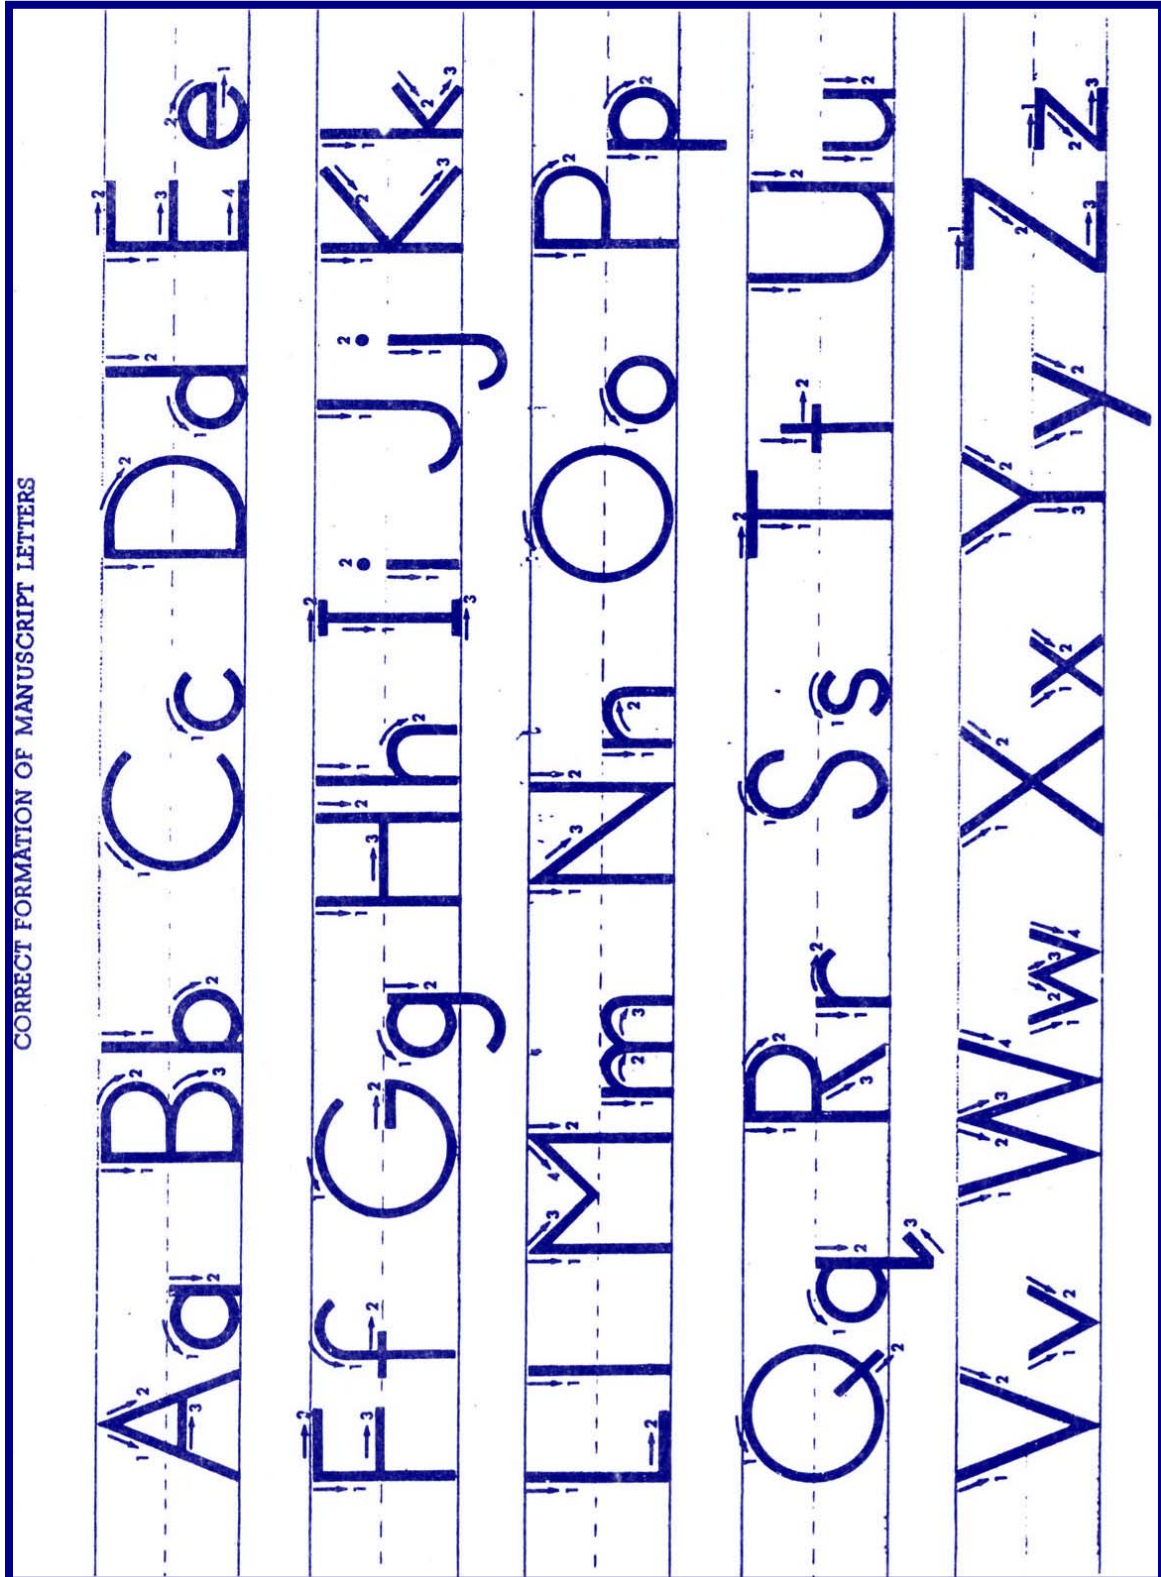 CORRECT FORMATION OF MANUSCRIPT LETTERS
Aa Bb Cc Dd Ee
Ff Gg Hh Ii Jj Kk
Ll Mm Nn Oo Pp
Qq Rr Ss Tt Uu
Vv Ww Xx Yy Zz